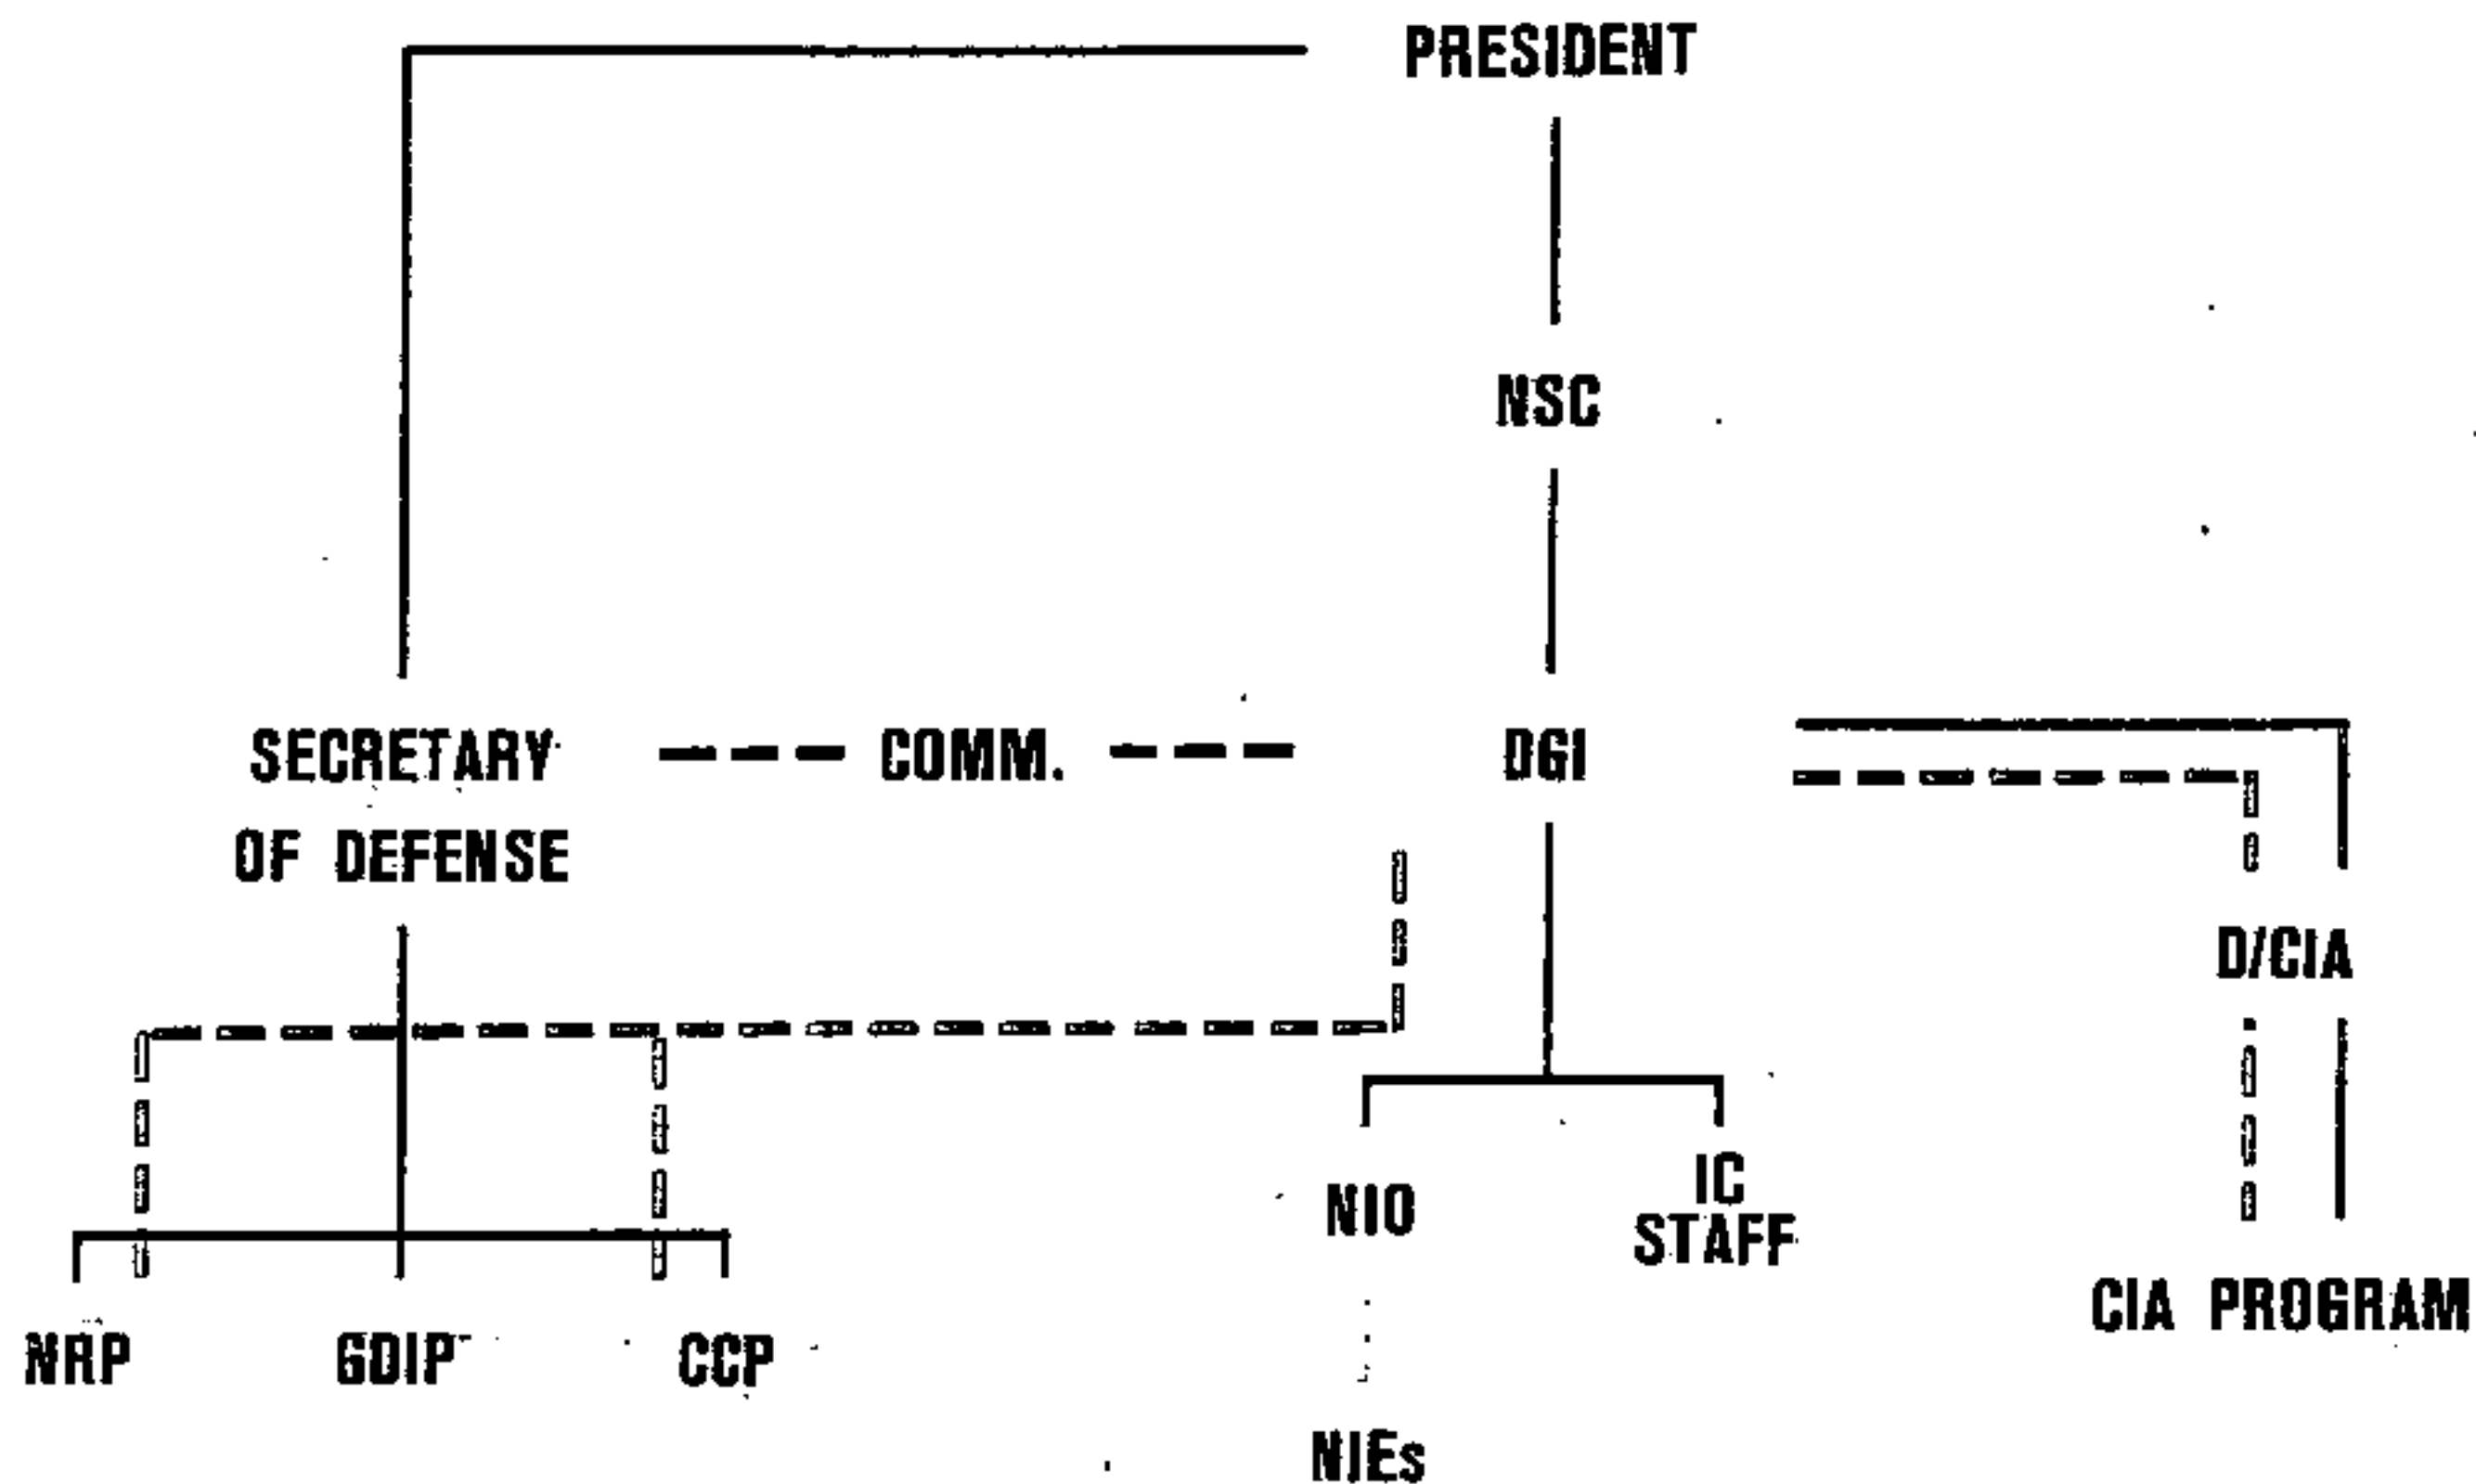 PRESIDENT
NSC
SECRETARY
OF DEFENSE
COMM.
DGI
D/CIA
NIO
IC
STAFF
CIA PROGRAM
NRP
GDIP
CCP
NIEs